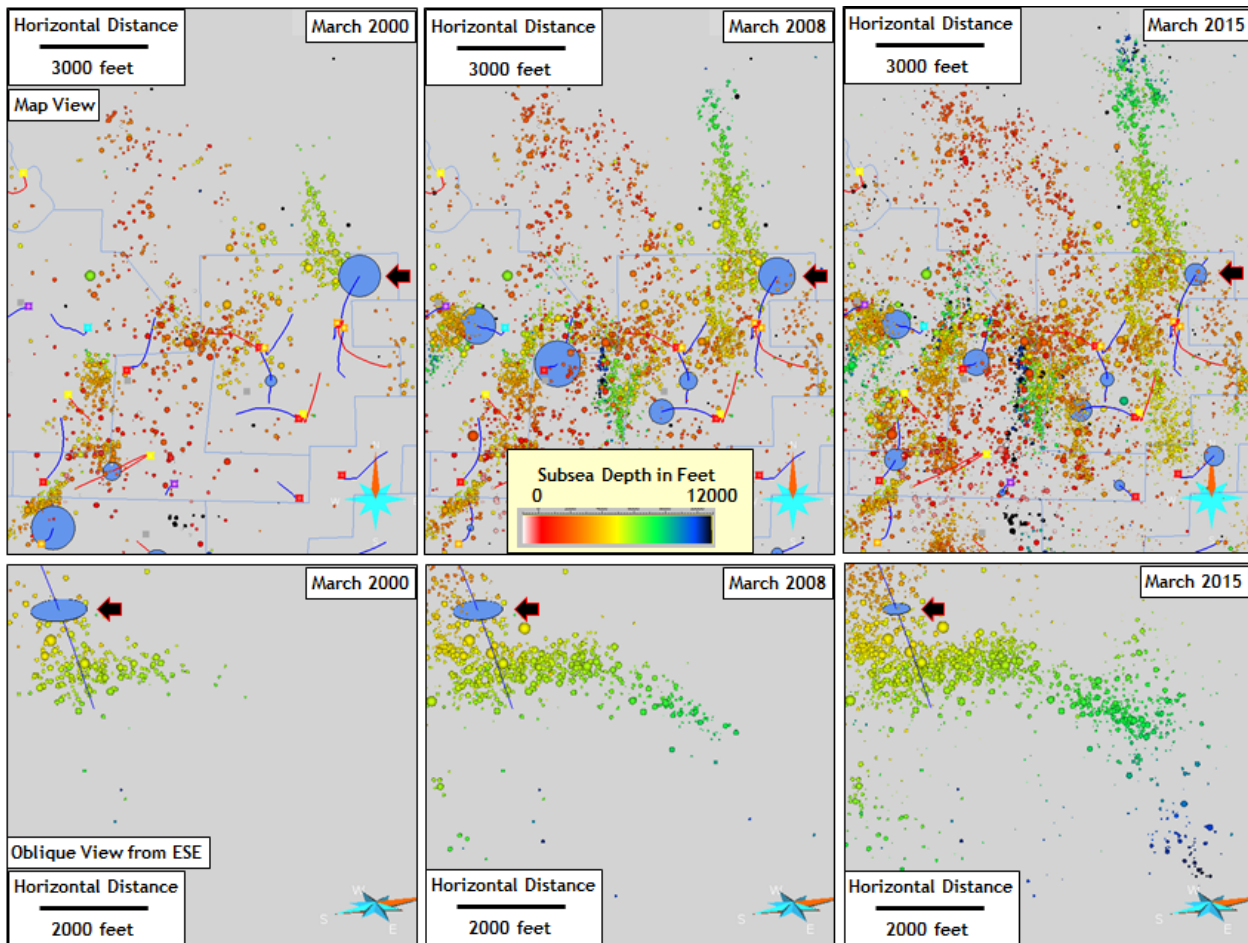 Horizontal Distance
3000 feet
March 2000
Map View
Horizontal Distance
3000 feet
March 2008
Horizontal Distance
3000 feet
March 2015
Subsea Depth in Feet
0 12000
March 2000
Oblique View from ESE
Horizontal Distance
2000 feet
S
E
March 2008
Horizontal Distance
2000 feet
W
S
E
March 2015
Horizontal Distance
2000 feet
W
S
E